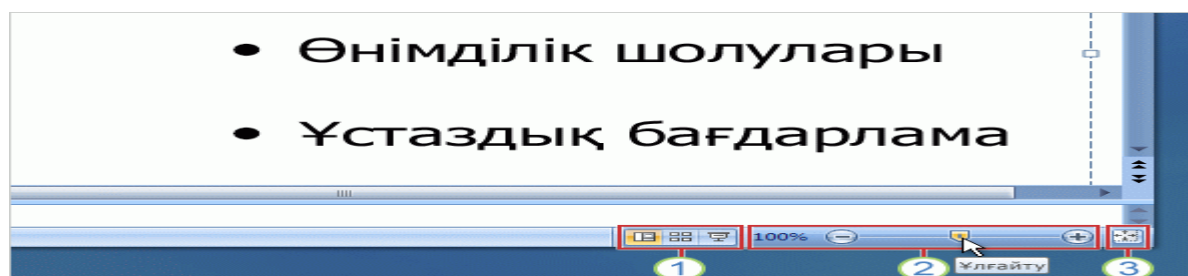 • Өнімділік шолулары
• Ұстаздық бағдарлама
100%
1 2 3
Ұлғайту